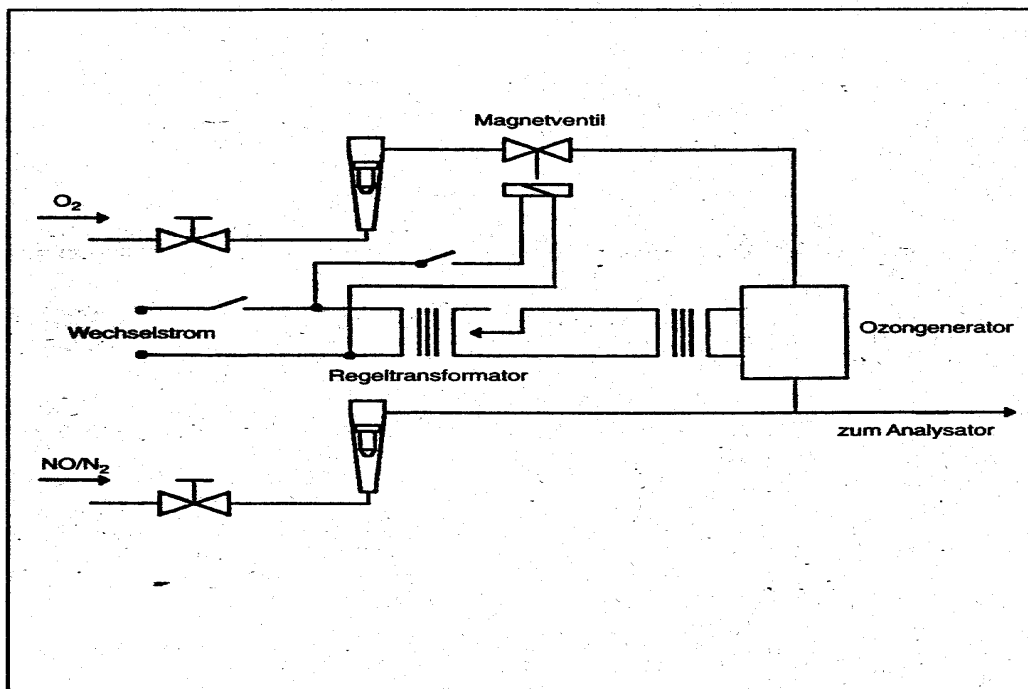 Magnetventil
O₂
Wechselstrom
Ozongenerator
Regeltransformator
zum Analysator
NO/N₂